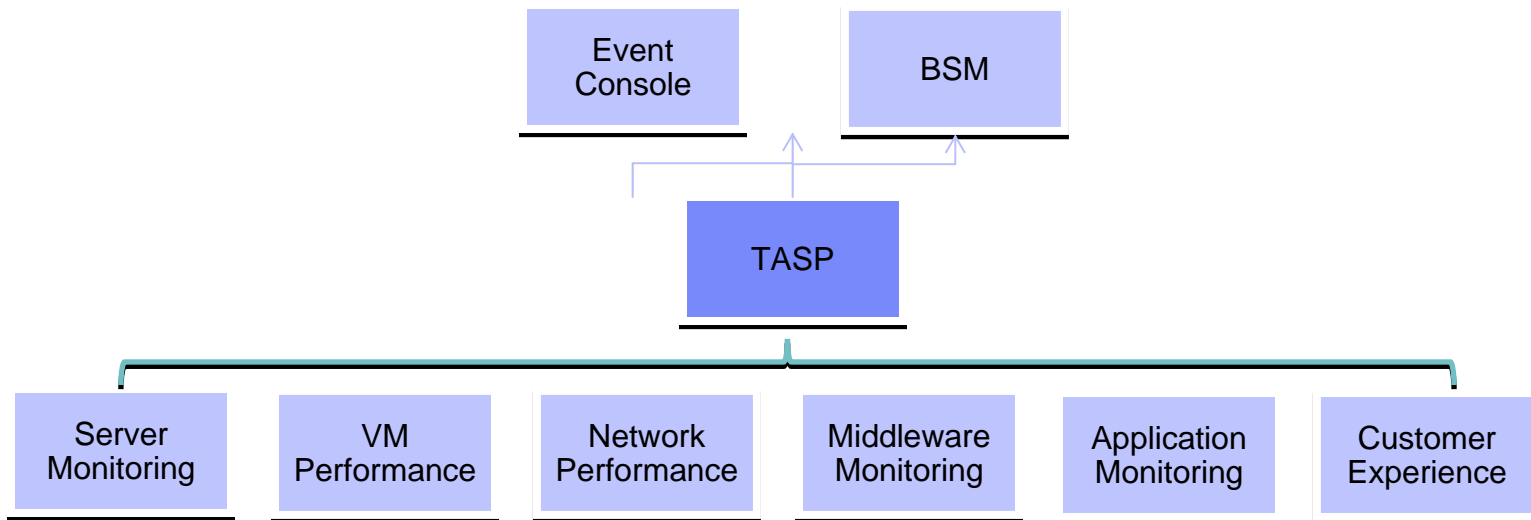 Event
Console
BSM
TASP
Server
Monitoring
VM
Performance
Network
Performance
Middleware
Monitoring
Application
Monitoring
Customer
Experience